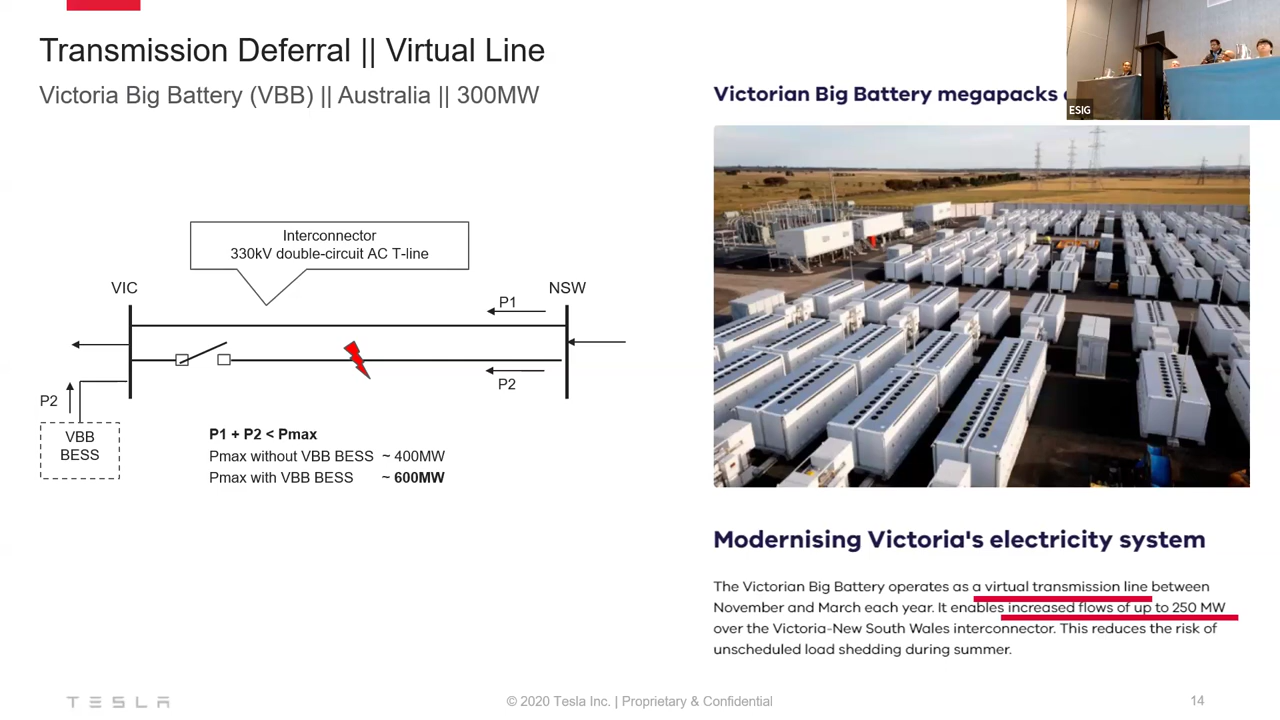 Transmission Deferral || Virtual Line
Victoria Big Battery (VBB) || Australia || 300MW
Victorian Big Battery megapacks
ESIG
Interconnector
330kV double-circuit AC T-line
VIC
NSW
P1
P2
P2
VBB
BESS
P1 + P2 < Pmax
Pmax without VBB BESS ~ 400MW
Pmax with VBB BESS ~ 600MW
Modernising Victoria's electricity system
The Victorian Big Battery operates as a virtual transmission line between
November and March each year. It enables increased flows of up to 250 MW
over the Victoria-New South Wales interconnector. This reduces the risk of
unscheduled load shedding during summer.
TESLA
© 2020 Tesla Inc. | Proprietary & Confidential
14